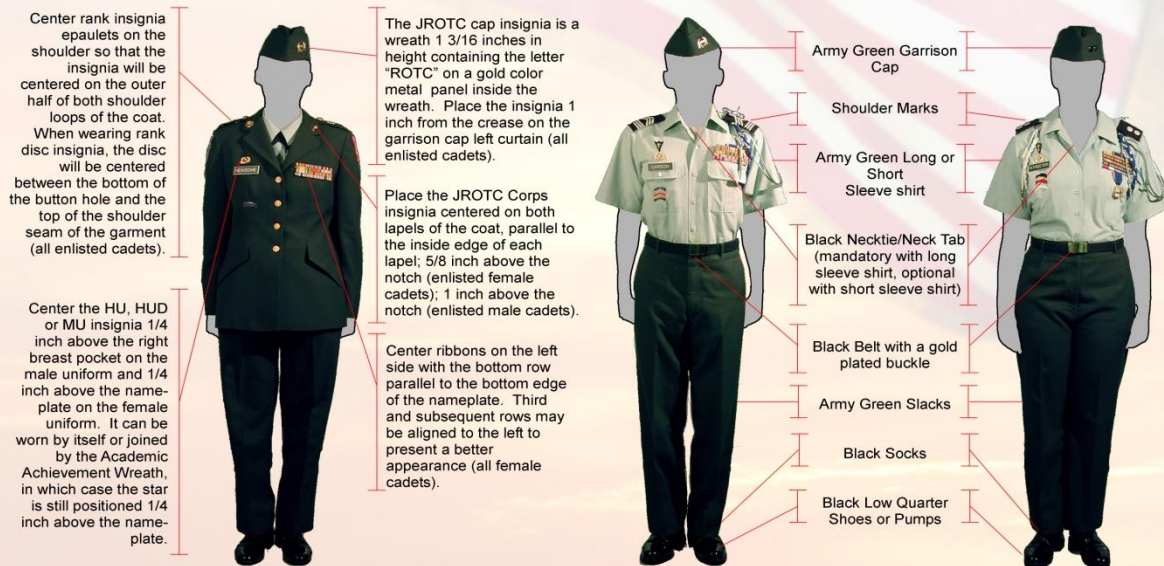 Center rank insignia
epaulets on the
shoulder so that the
insignia will be
centered on the outer
half of both shoulder
loops of the coat.
When wearing rank
disc insignia, the disc
will be centered
between the bottom of
the button hole and the
top of the shoulder
seam of the garment
(all enlisted cadets).
Center the HU, HUD
or MU insignia 1/4
inch above the right
breast pocket on the
male uniform and 1/4
inch above the name-
plate on the female
uniform. It can be
worn by itself or joined
by the Academic
Achievement Wreath,
in which case the star
is still positioned 1/4
inch above the name-
plate.
The JROTC cap insignia is a
wreath 1 3/16 inches in
height containing the letter
“ROTC” on a gold color
metal panel inside the
wreath. Place the insignia 1
inch from the crease on the
garrison cap left curtain (all
enlisted cadets).
Place the JROTC Corps
insignia centered on both
lapels of the coat, parallel to
the inside edge of each
lapel; 5/8 inch above the
notch (enlisted female
cadets); 1 inch above the
notch (enlisted male cadets).
Center ribbons on the left
side with the bottom row
parallel to the bottom edge
of the nameplate. Third
and subsequent rows may
be aligned to the left to
present a better
appearance (all female
cadets).
Army Green Garrison
Cap
Shoulder Marks
Army Green Long or
Short
Sleeve shirt
Black Necktie/Neck Tab
(mandatory with long
sleeve shirt, optional
with short sleeve shirt)
Black Belt with a gold
plated buckle
Army Green Slacks
Black Socks
Black Low Quarter
Shoes or Pumps